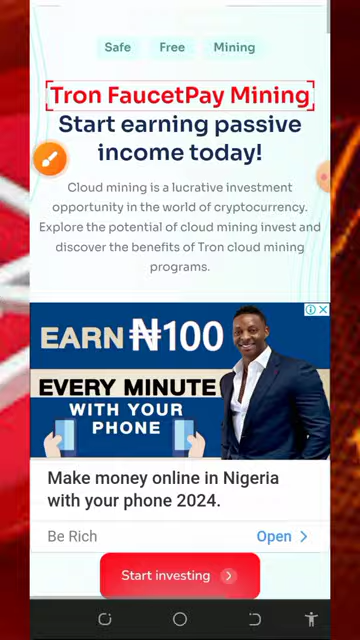 Safe Free Mining
Tron FaucetPay Mining
Start earning passive
income today!
Cloud mining is a lucrative investment
opportunity in the world of cryptocurrency.
Explore the potential of cloud mining invest and
discover the benefits of Tron cloud mining
programs.
EARN ₦100
EVERY MINUTE
WITH YOUR
PHONE
Make money online in Nigeria
with your phone 2024.
Be Rich Open
Start investing